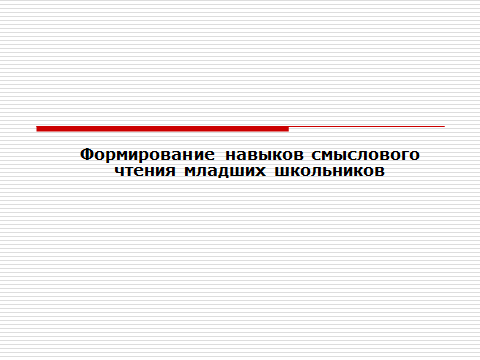 Формирование навыков смыслового
чтения младших школьников